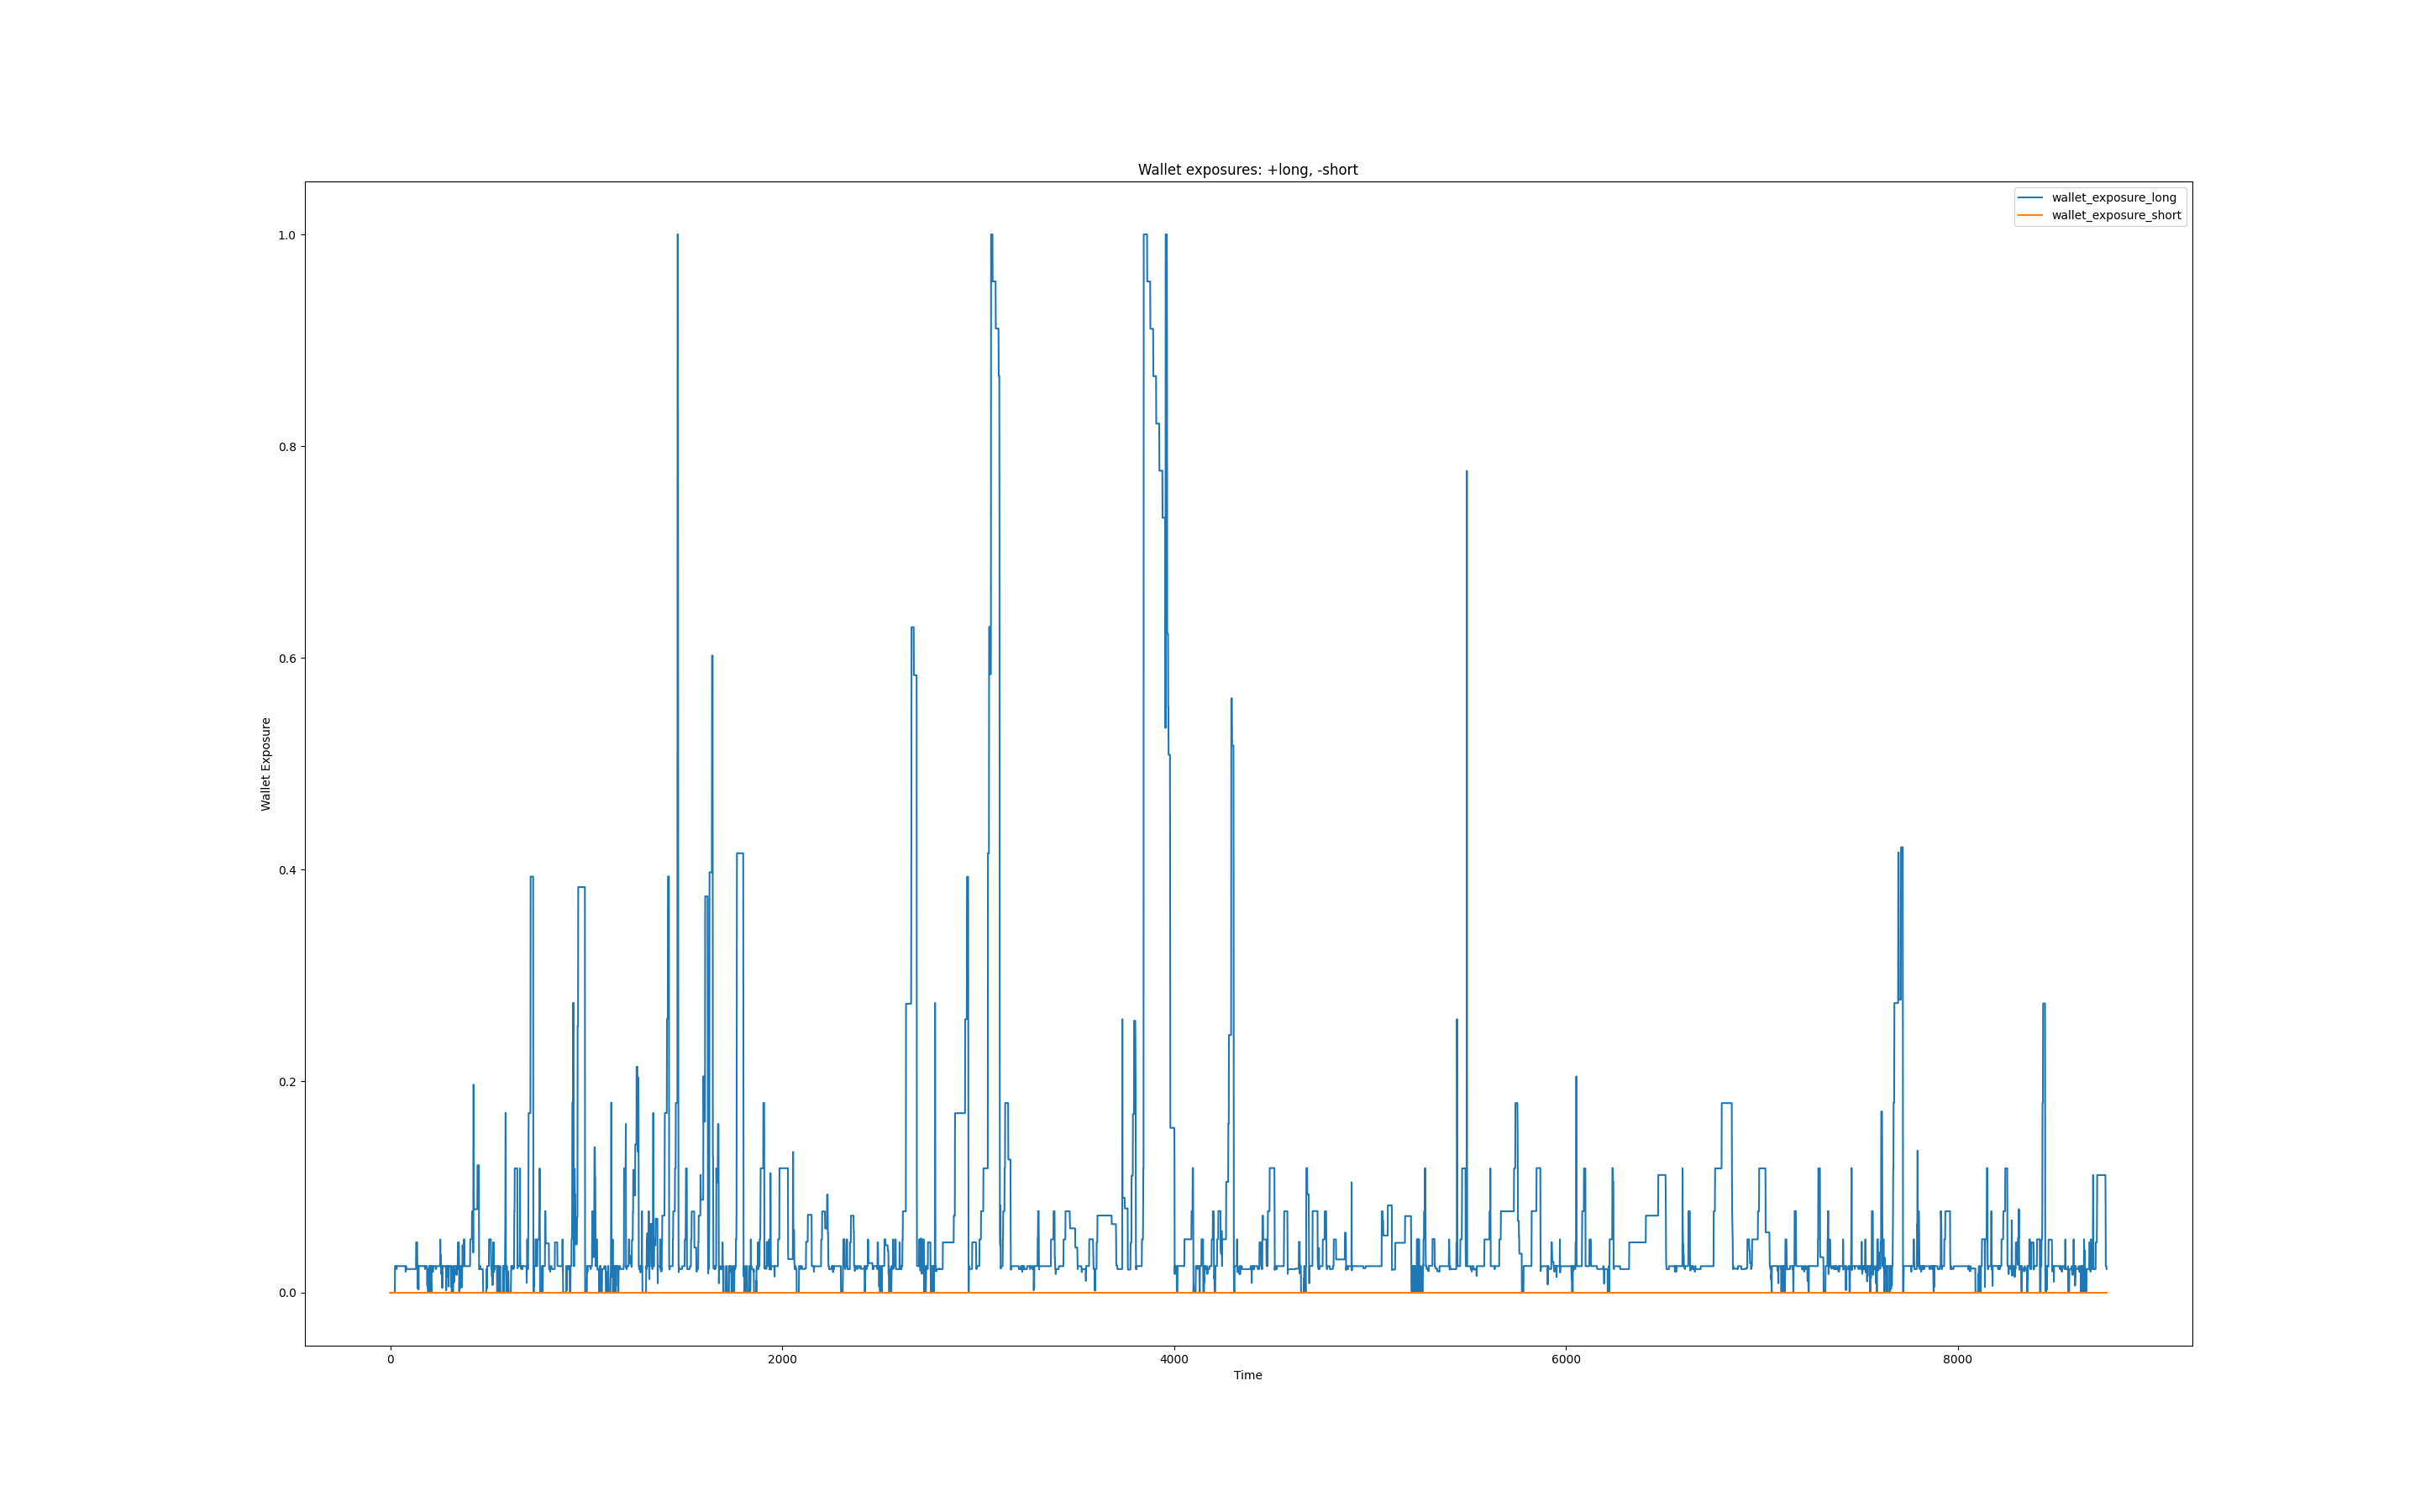 Wallet exposures: +long, -short
wallet_exposure_long
wallet_exposure_short
1.0
0.8
0.6
0.4
0.2
0.0
Wallet Exposure
0
2000
4000
6000
8000
Time